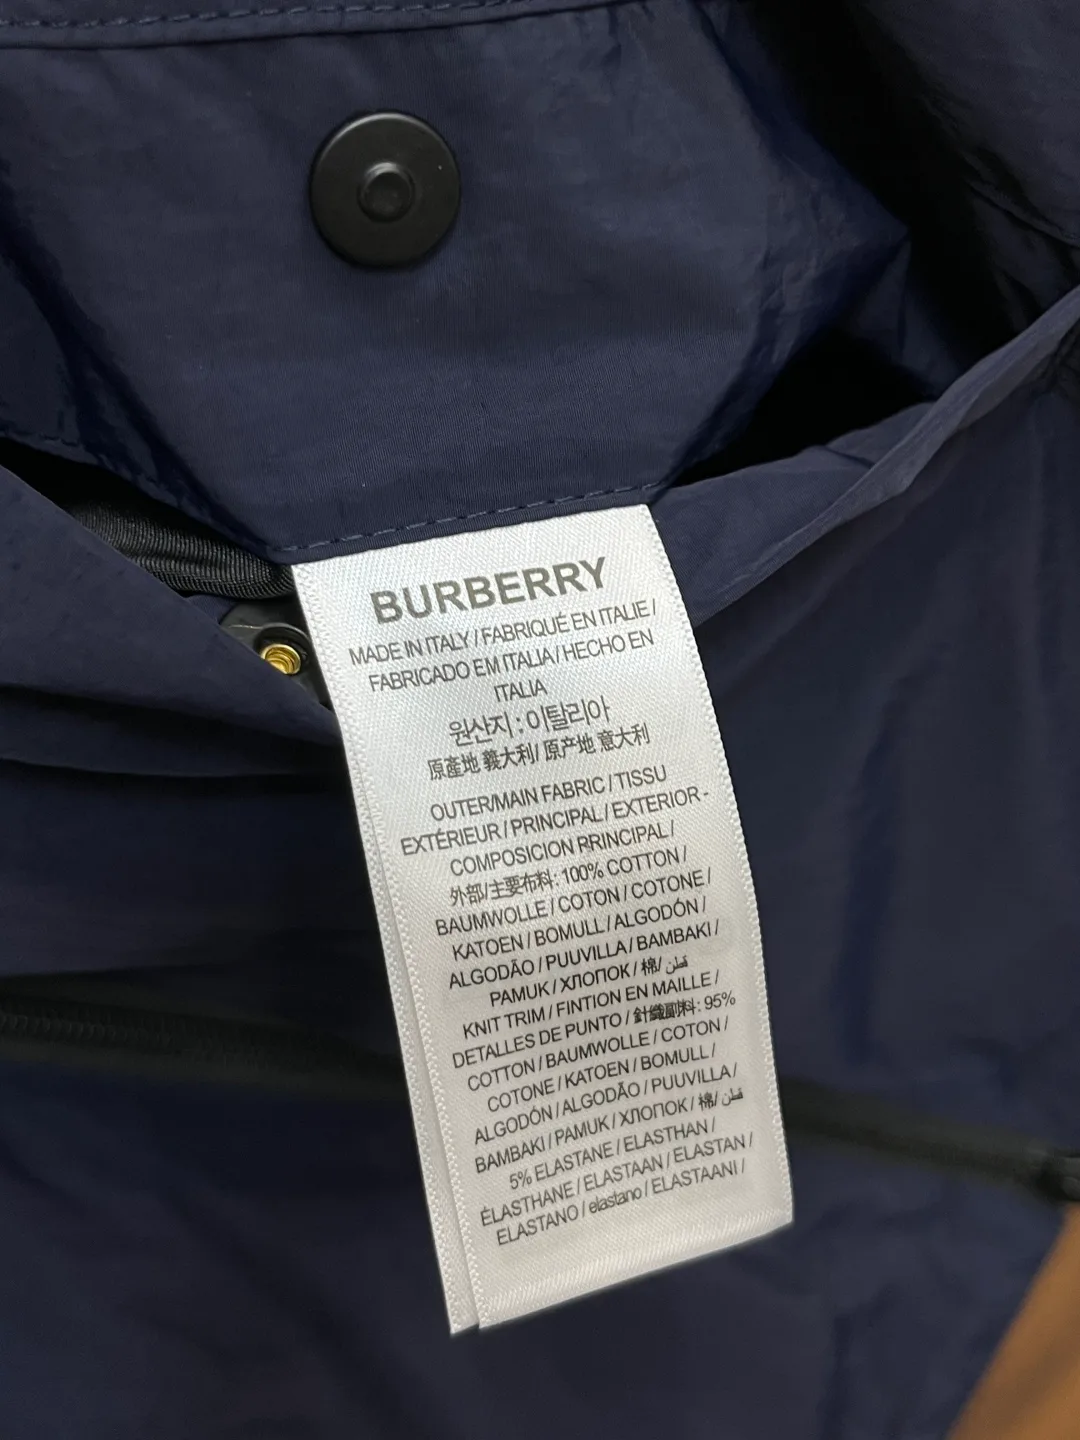 BURBERRY
MADE IN ITALY / FABRIQUÉ EN ITALIE /
FABRICADO EM ITALIA / HECHO EN
ITALIA
원산지 : 이탈리아
原產地 義大利/ 原产地 意大利
OUTER/MAIN FABRIC / TISSU
EXTÉRIEUR / PRINCIPAL / EXTERIOR -
COMPOSICION RRINCIPAL /
外部/主要布料: 100% COTTON /
BAUMWOLLE / COTON / COTONE /
KATOEN / BOMULL / ALGODÓN /
ALGODÃO / PUUVILLA / BAMBAKI /
PAMUK / ХЛОПОК / 棉/ قطن
KNIT TRIM / FINTION EN MAILLE /
DETALLES DE PUNTO / 針織副料: 95%
COTTON / BAUMWOLLE / COTON /
COTONE / KATOEN / BOMULL /
ALGODÓN / ALGODÃO / PUUVILLA /
BAMBAKI / PAMUK / ХЛОПОК / 棉/ قطن
5% ELASTANE / ELASTHAN /
ÉLASTHANE / ELASTAAN / ELASTAN /
ELASTANO / elastano / ELASTAANI /